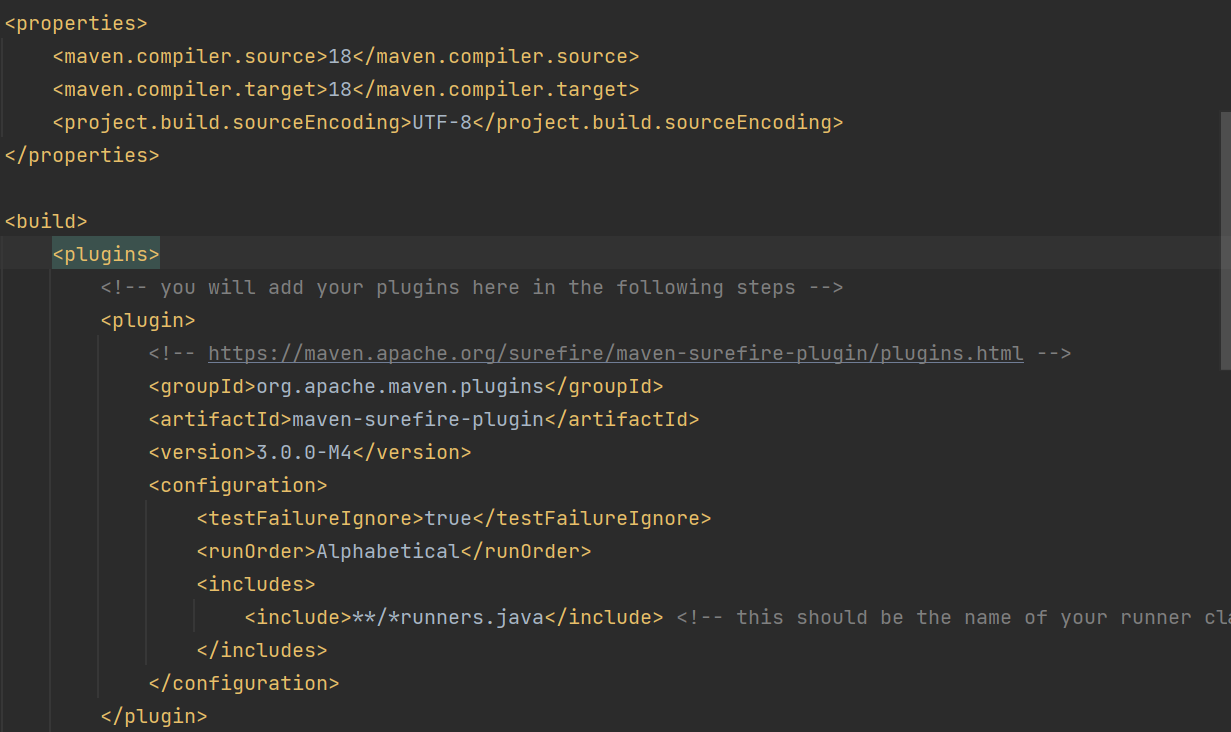 <properties>
<maven.compiler.source>18</maven.compiler.source>
<maven.compiler.target>18</maven.compiler.target>
<project.build.sourceEncoding>UTF-8</project.build.sourceEncoding>
</properties>
<build>
<plugins>
<!-- you will add your plugins here in the following steps -->
<plugin>
<!-- https://maven.apache.org/surefire/maven-surefire-plugin/plugins.html -->
<groupId>org.apache.maven.plugins</groupId>
<artifactId>maven-surefire-plugin</artifactId>
<version>3.0.0-M4</version>
<configuration>
<testFailureIgnore>true</testFailureIgnore>
<runOrder>Alphabetical</runOrder>
<includes>
<include>**/*runners.java</include> <!-- this should be the name of your runner
</includes>
</configuration>
</plugin>